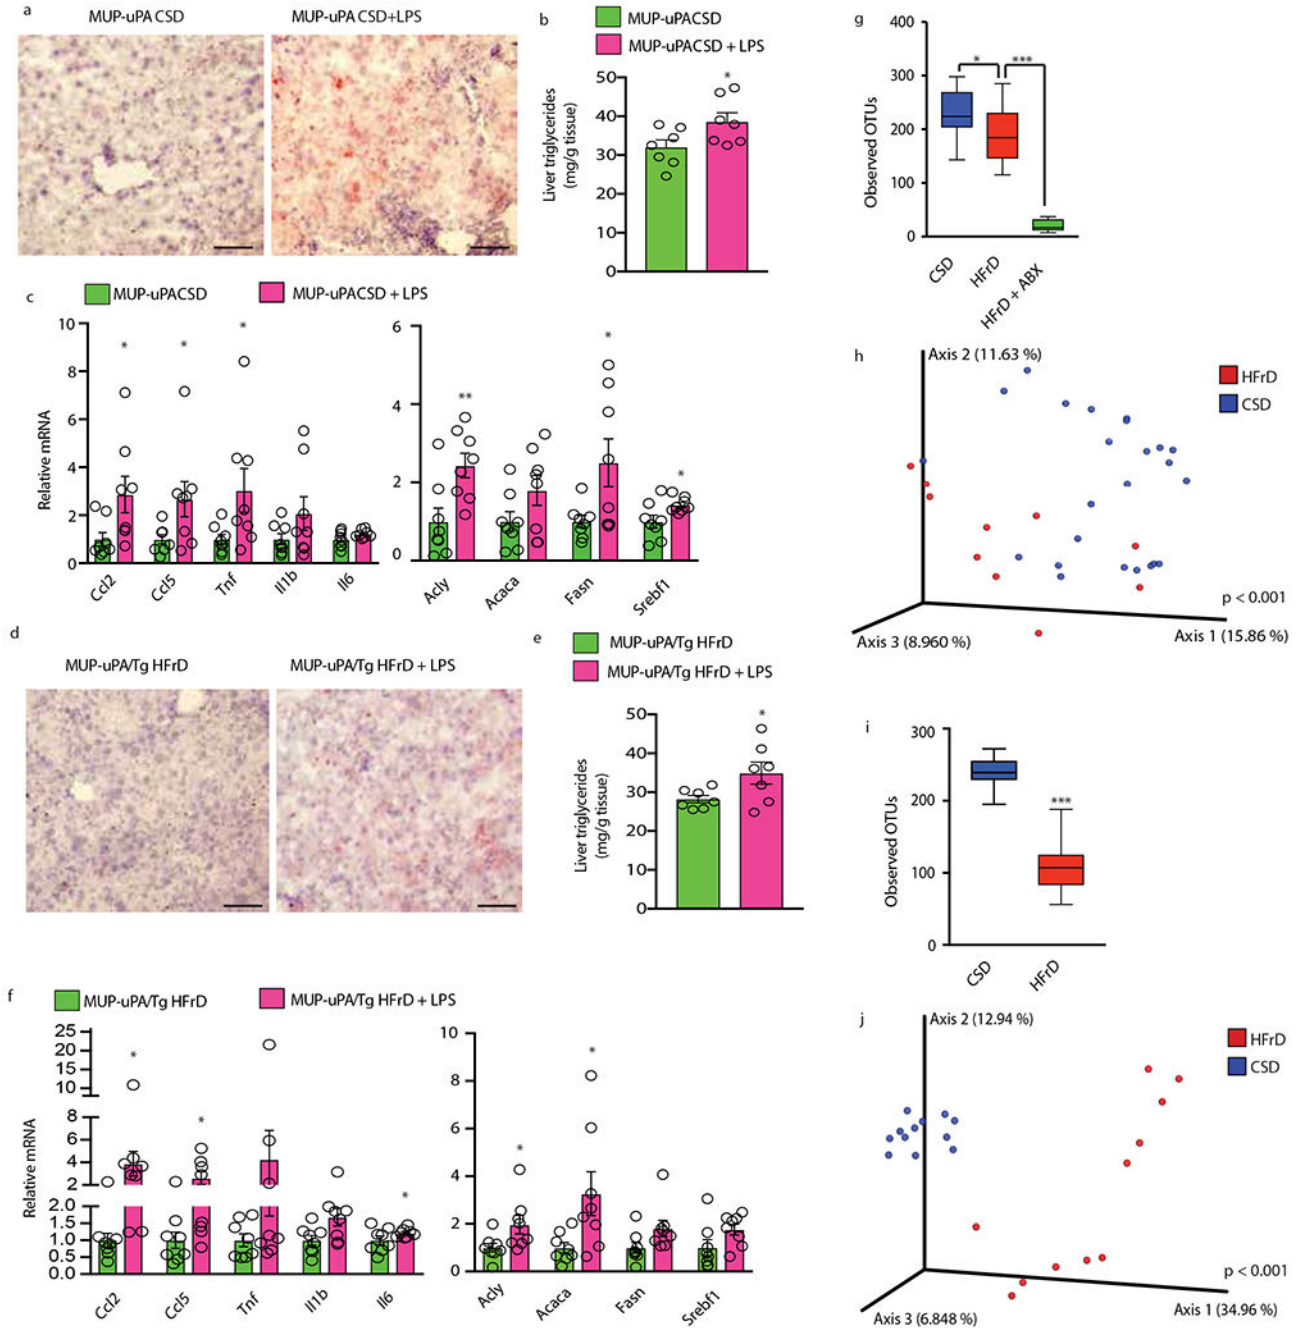 a
MUP-uPA CSD
MUP-uPA CSD+LPS
b
MUP-uPACSD
MUP-uPACSD + LPS
Liver triglycerides
(mg/g tissue)
50
40
30
20
10
0
*
c
MUP-uPACSD
MUP-uPACSD + LPS
Relative mRNA
10
8
6
4
2
0
*
*
*
Ccl2
Ccl5
Tnf
Il1b
Il6
6
4
2
0
**
*
*
Acly
Acaca
Fasn
Srebf1
d
MUP-uPA/Tg HFrD
MUP-uPA/Tg HFrD + LPS
e
MUP-uPA/Tg HFrD
MUP-uPA/Tg HFrD + LPS
Liver triglycerides
(mg/g tissue)
50
40
30
20
10
0
*
f
MUP-uPA/Tg HFrD
MUP-uPA/Tg HFrD + LPS
Relative mRNA
25
20
15
10
8
6
4
2
2.0
1.5
1.0
0.5
0.0
*
*
*
Ccl2
Ccl5
Tnf
Il1b
Il6
10
8
6
4
2
0
*
*
Acly
Acaca
Fasn
Srebf1
g
Observed OTUs
400
300
200
100
0
*
***
CSD
HFrD
HFrD + ABX
h
Axis 2 (11.63 %)
HFrD
CSD
p < 0.001
Axis 3 (8.960 %)
Axis 1 (15.86 %)
i
Observed OTUs
300
200
100
0
***
CSD
HFrD
j
Axis 2 (12.94 %)
HFrD
CSD
p < 0.001
Axis 1 (34.96 %)
Axis 3 (6.848 %)